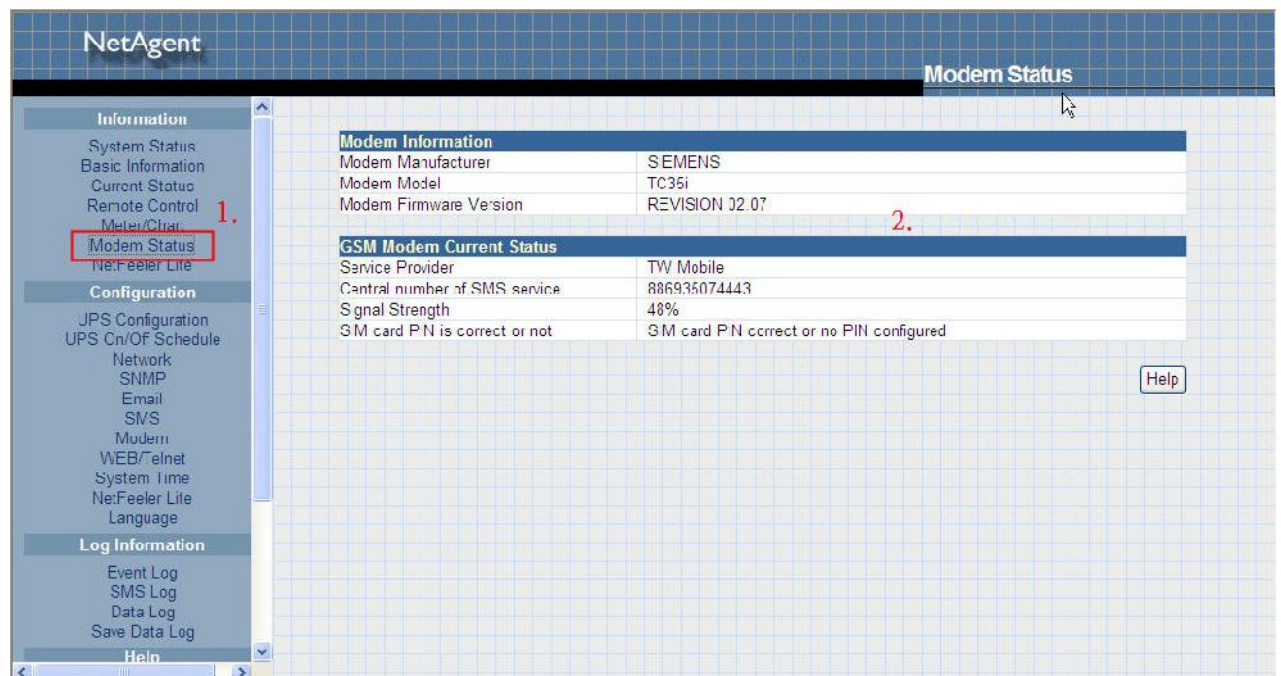 NetAgent
Modem Status
Information
System Status
Basic Information
Current Status
Remote Control
1.
Meter/Char.
Modem Status
Net Feeler Lite
Configuration
UPS Configuration
UPS On/Off Schedule
Network
SNMP
Email
SMS
Modem
WEB/Telnet
System Time
Net Feeler Lite
Language
Log Information
Event Log
SMS Log
Data Log
Save Data Log
Help
Modem Information
Modem Manufacturer SIEMENS
Modem Model TC35i
Modem Firmware Version REVISION 02.07
2.
GSM Modem Current Status
Service Provider TW Mobile
Central number of SMS service 886935074443
Signal Strength 48%
SIM card PIN is correct or not SIM card PIN correct or no PIN configured
Help